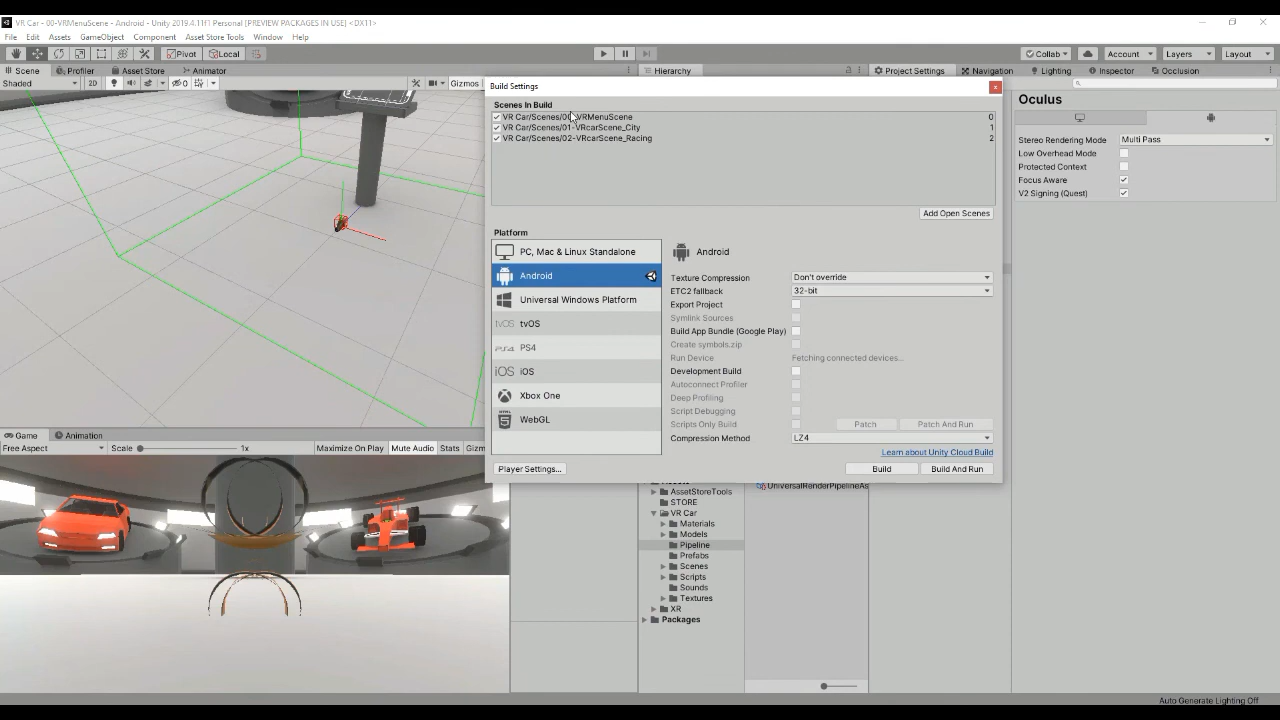 VR Car - 00-VRMenuScene - Android - Unity 2019.4.11f1 Personal [PREVIEW PACKAGES IN USE] <DX11>
File Edit Assets GameObject Component Asset Store Tools Window Help
Pivot Local Collab Account Layers Layout
Scene Profiler Asset Store Animator Hierarchy Project Settings Navigation Lighting Inspector Occlusion
Shaded 2D 0 Gizmos
Build Settings
Scenes In Build
VR Car/Scenes/00-VRMenuScene 0
VR Car/Scenes/01-VRcarScene_City 1
VR Car/Scenes/02-VRcarScene_Racing 2
Add Open Scenes
Platform
PC, Mac & Linux Standalone
Android
Universal Windows Platform
tvOS tvOS
PS4
iOS iOS
Xbox One
HTML WebGL
Android
Texture Compression Don't override
ETC2 fallback 32-bit
Export Project
Symlink Sources
Build App Bundle (Google Play)
Create symbols.zip
Run Device Fetching connected devices...
Development Build
Autoconnect Profiler
Deep Profiling
Script Debugging
Scripts Only Build Patch Patch And Run
Compression Method LZ4
Learn about Unity Cloud Build
Player Settings... Build Build And Run
Oculus
Stereo Rendering Mode Multi Pass
Low Overhead Mode
Protected Context
Focus Aware
V2 Signing (Quest)
Game Animation
Free Aspect Scale 1x Maximize On Play Mute Audio Stats Gizm
AssetStoreTools
STORE
VR Car
Materials
Models
Pipeline
Prefabs
Scenes
Scripts
Sounds
Textures
XR
Packages
UniversalRenderPipelineAs
Auto Generate Lighting Off